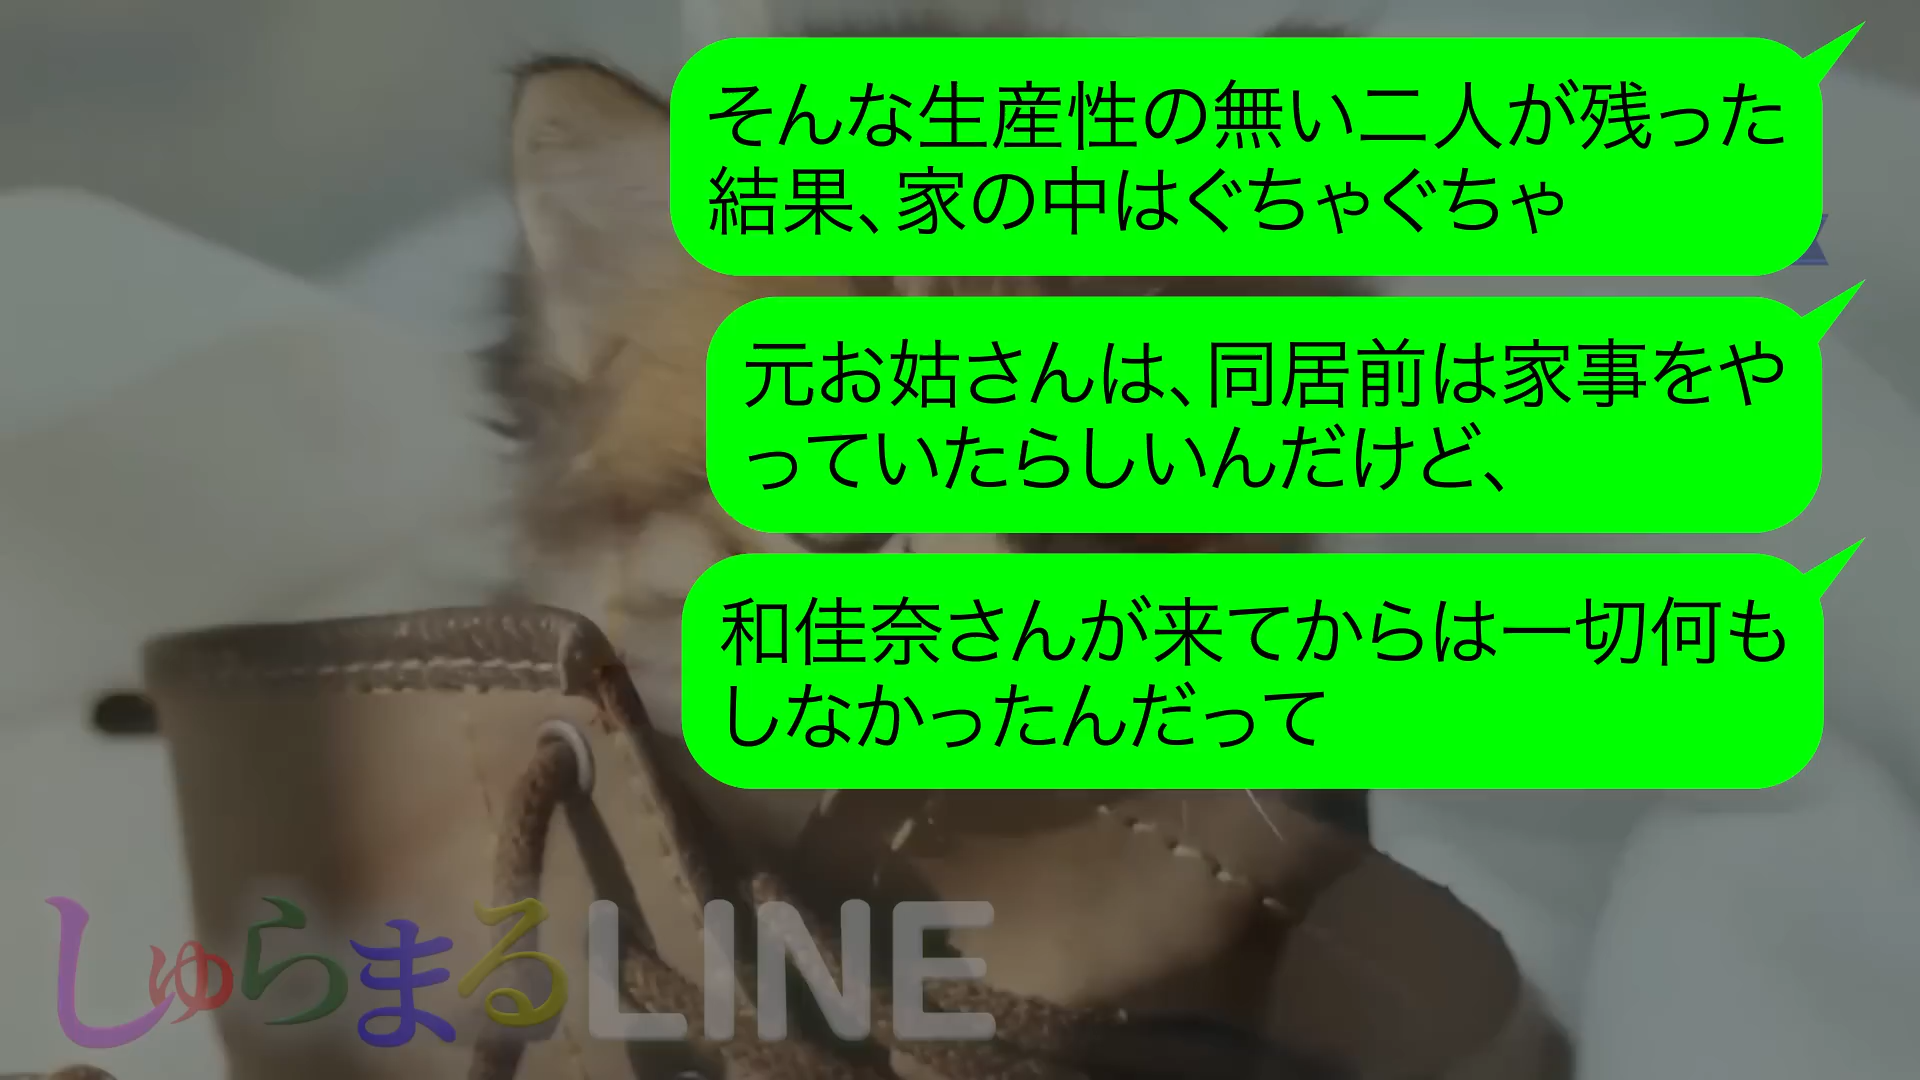 そんな生産性の無い二人が残った
結果、家の中はぐちゃぐちゃ
元お姑さんは、同居前は家事をや
っていたらしいんだけど、
和佳奈さんが来てからは一切何も
しなかったんだって
しゅらまるLINE